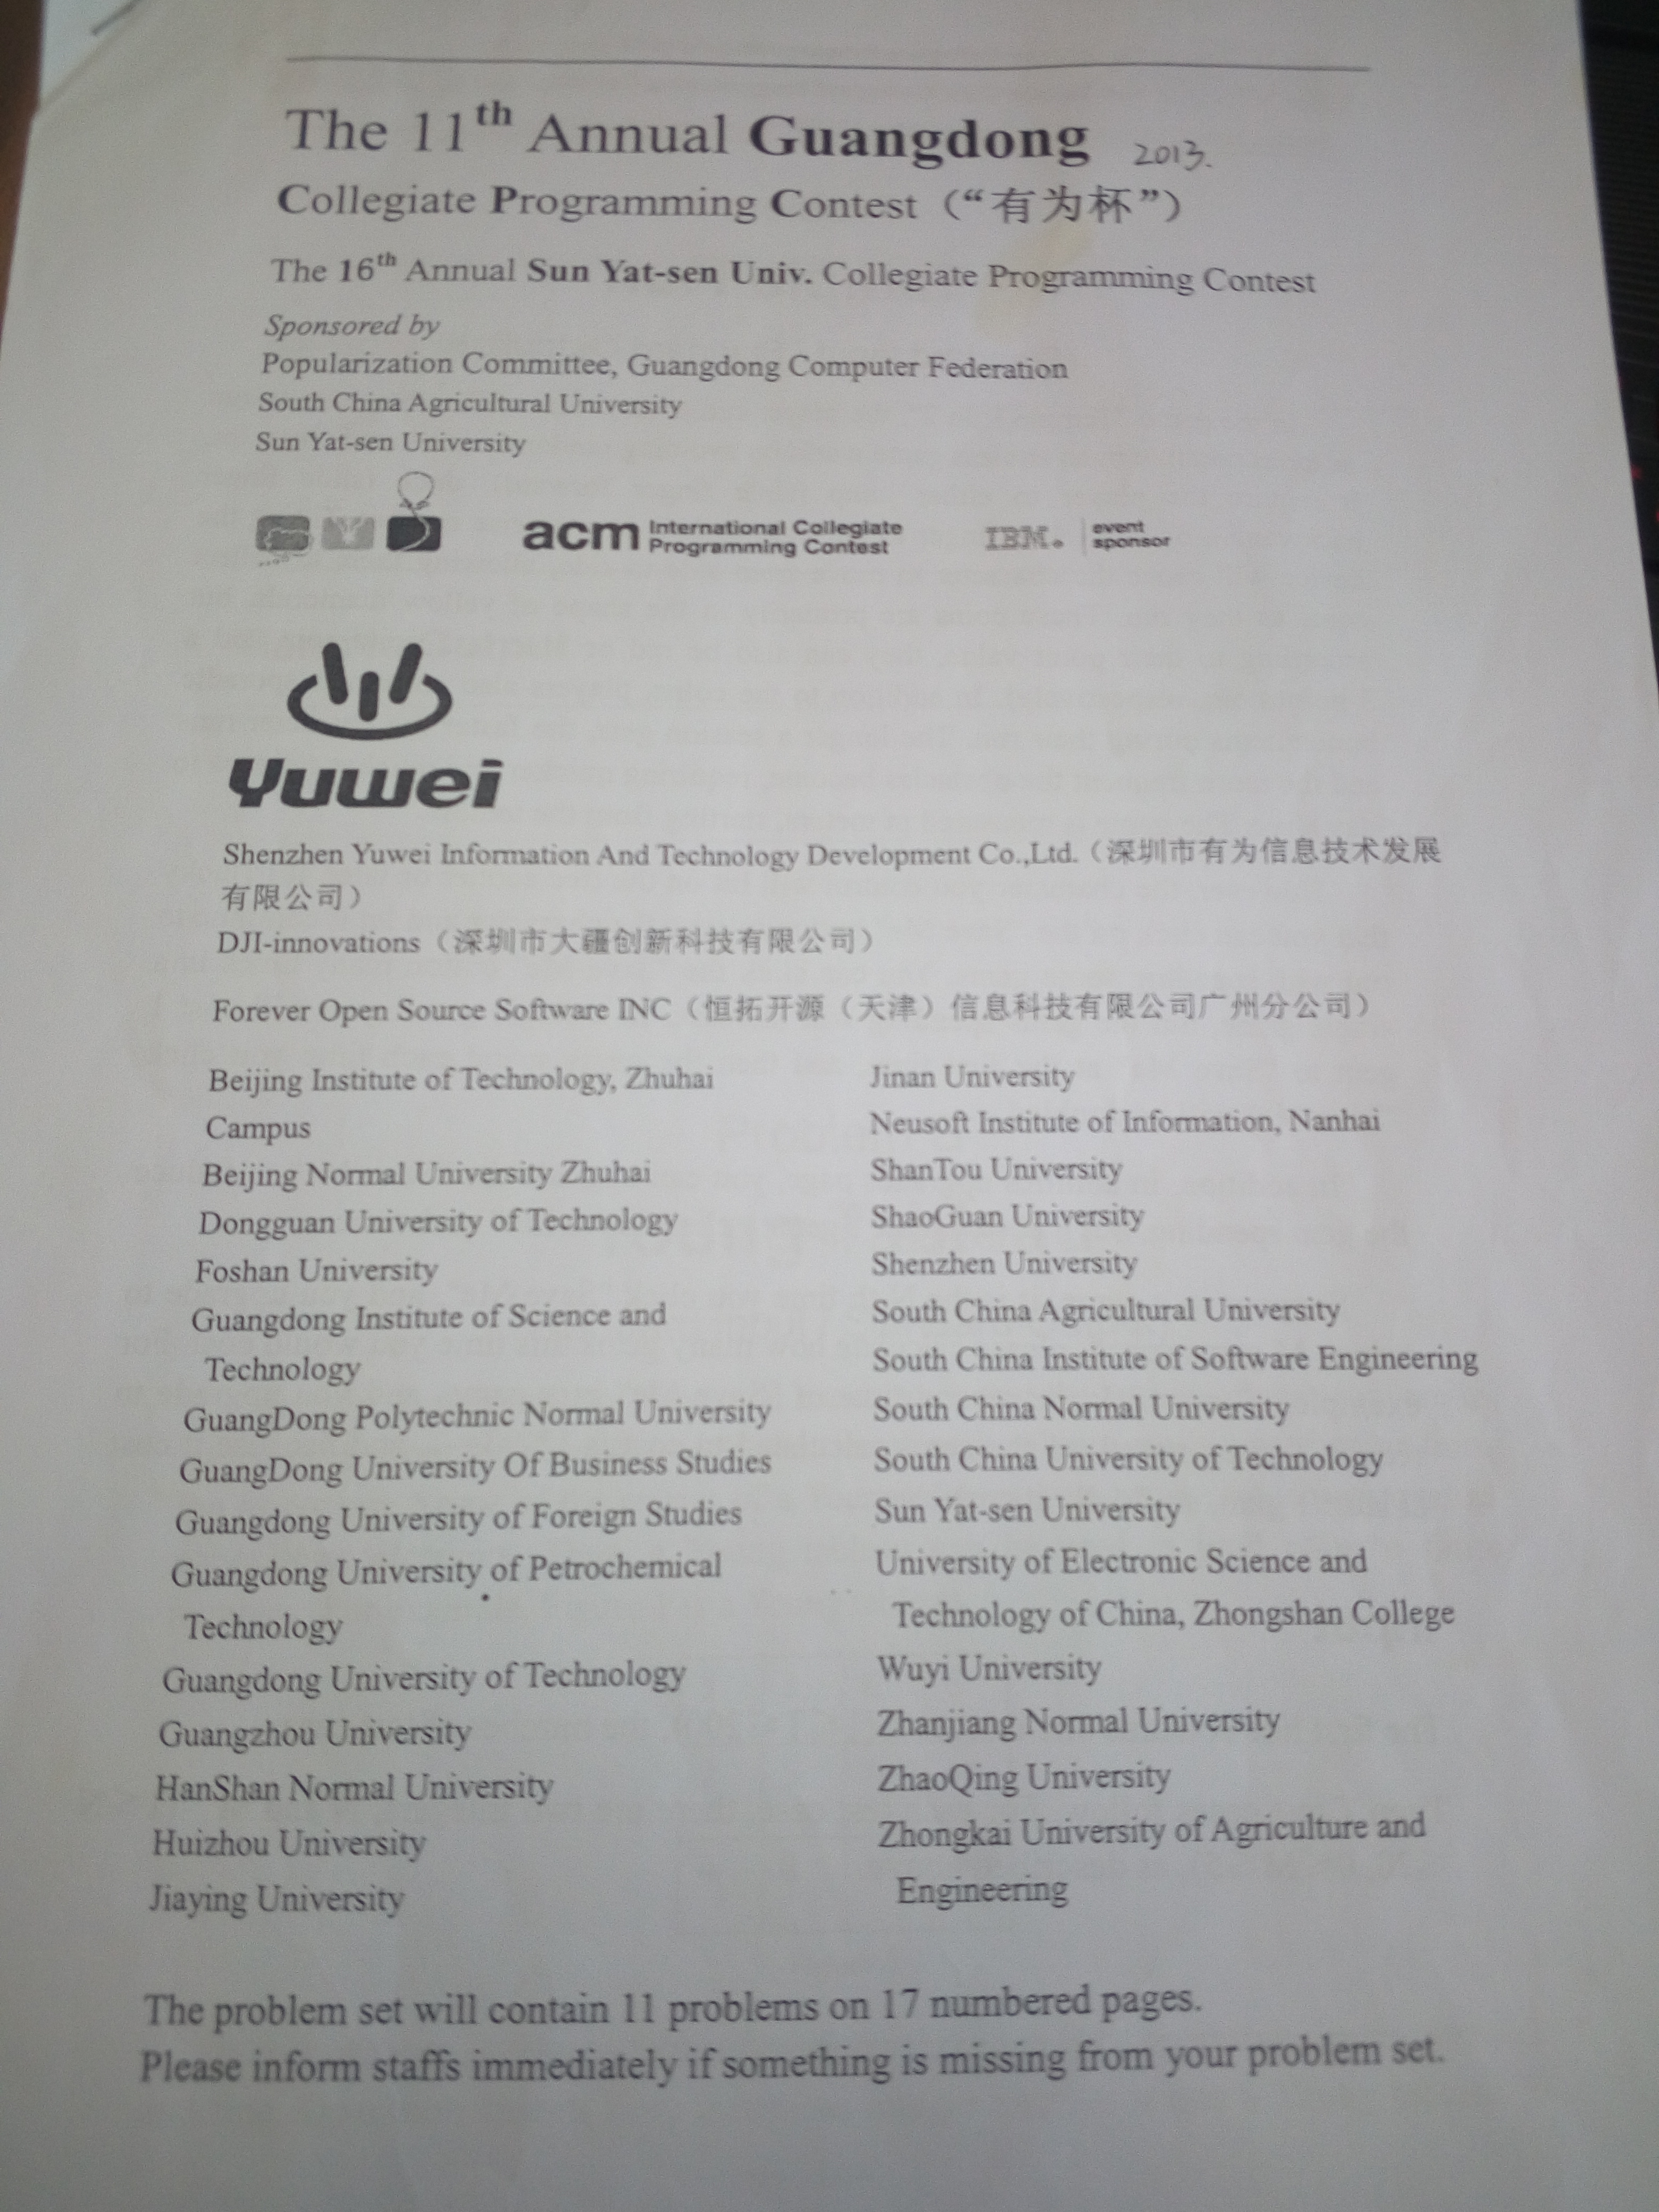 The 11th Annual Guangdong 2013.
Collegiate Programming Contest（“有为杯”）
The 16th Annual Sun Yat-sen Univ. Collegiate Programming Contest
Sponsored by
Popularization Committee, Guangdong Computer Federation
South China Agricultural University
Sun Yat-sen University
acm International Collegiate
Programming Contest
IBM. event
sponsor
Yuwei
Shenzhen Yuwei Information And Technology Development Co.,Ltd.（深圳市有为信息技术发展
有限公司）
DJI-innovations（深圳市大疆创新科技有限公司）
Forever Open Source Software INC（恒拓开源（天津）信息科技有限公司广州分公司）
Beijing Institute of Technology, Zhuhai
Campus
Beijing Normal University Zhuhai
Dongguan University of Technology
Foshan University
Guangdong Institute of Science and
Technology
GuangDong Polytechnic Normal University
GuangDong University Of Business Studies
Guangdong University of Foreign Studies
Guangdong University of Petrochemical
Technology
Guangdong University of Technology
Guangzhou University
HanShan Normal University
Huizhou University
Jiaying University
Jinan University
Neusoft Institute of Information, Nanhai
ShanTou University
ShaoGuan University
Shenzhen University
South China Agricultural University
South China Institute of Software Engineering
South China Normal University
South China University of Technology
Sun Yat-sen University
University of Electronic Science and
Technology of China, Zhongshan College
Wuyi University
Zhanjiang Normal University
ZhaoQing University
Zhongkai University of Agriculture and
Engineering
The problem set will contain 11 problems on 17 numbered pages.
Please inform staffs immediately if something is missing from your problem set.